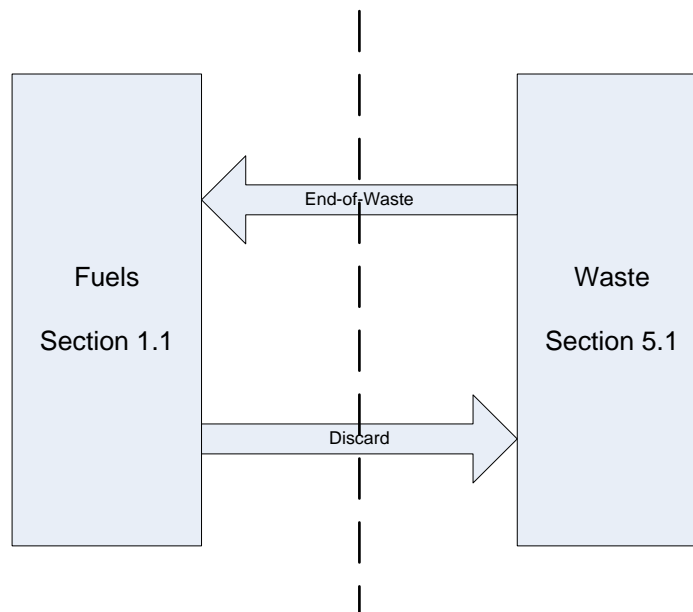 End-of-Waste
Fuels
Section 1.1
Waste
Section 5.1
Discard